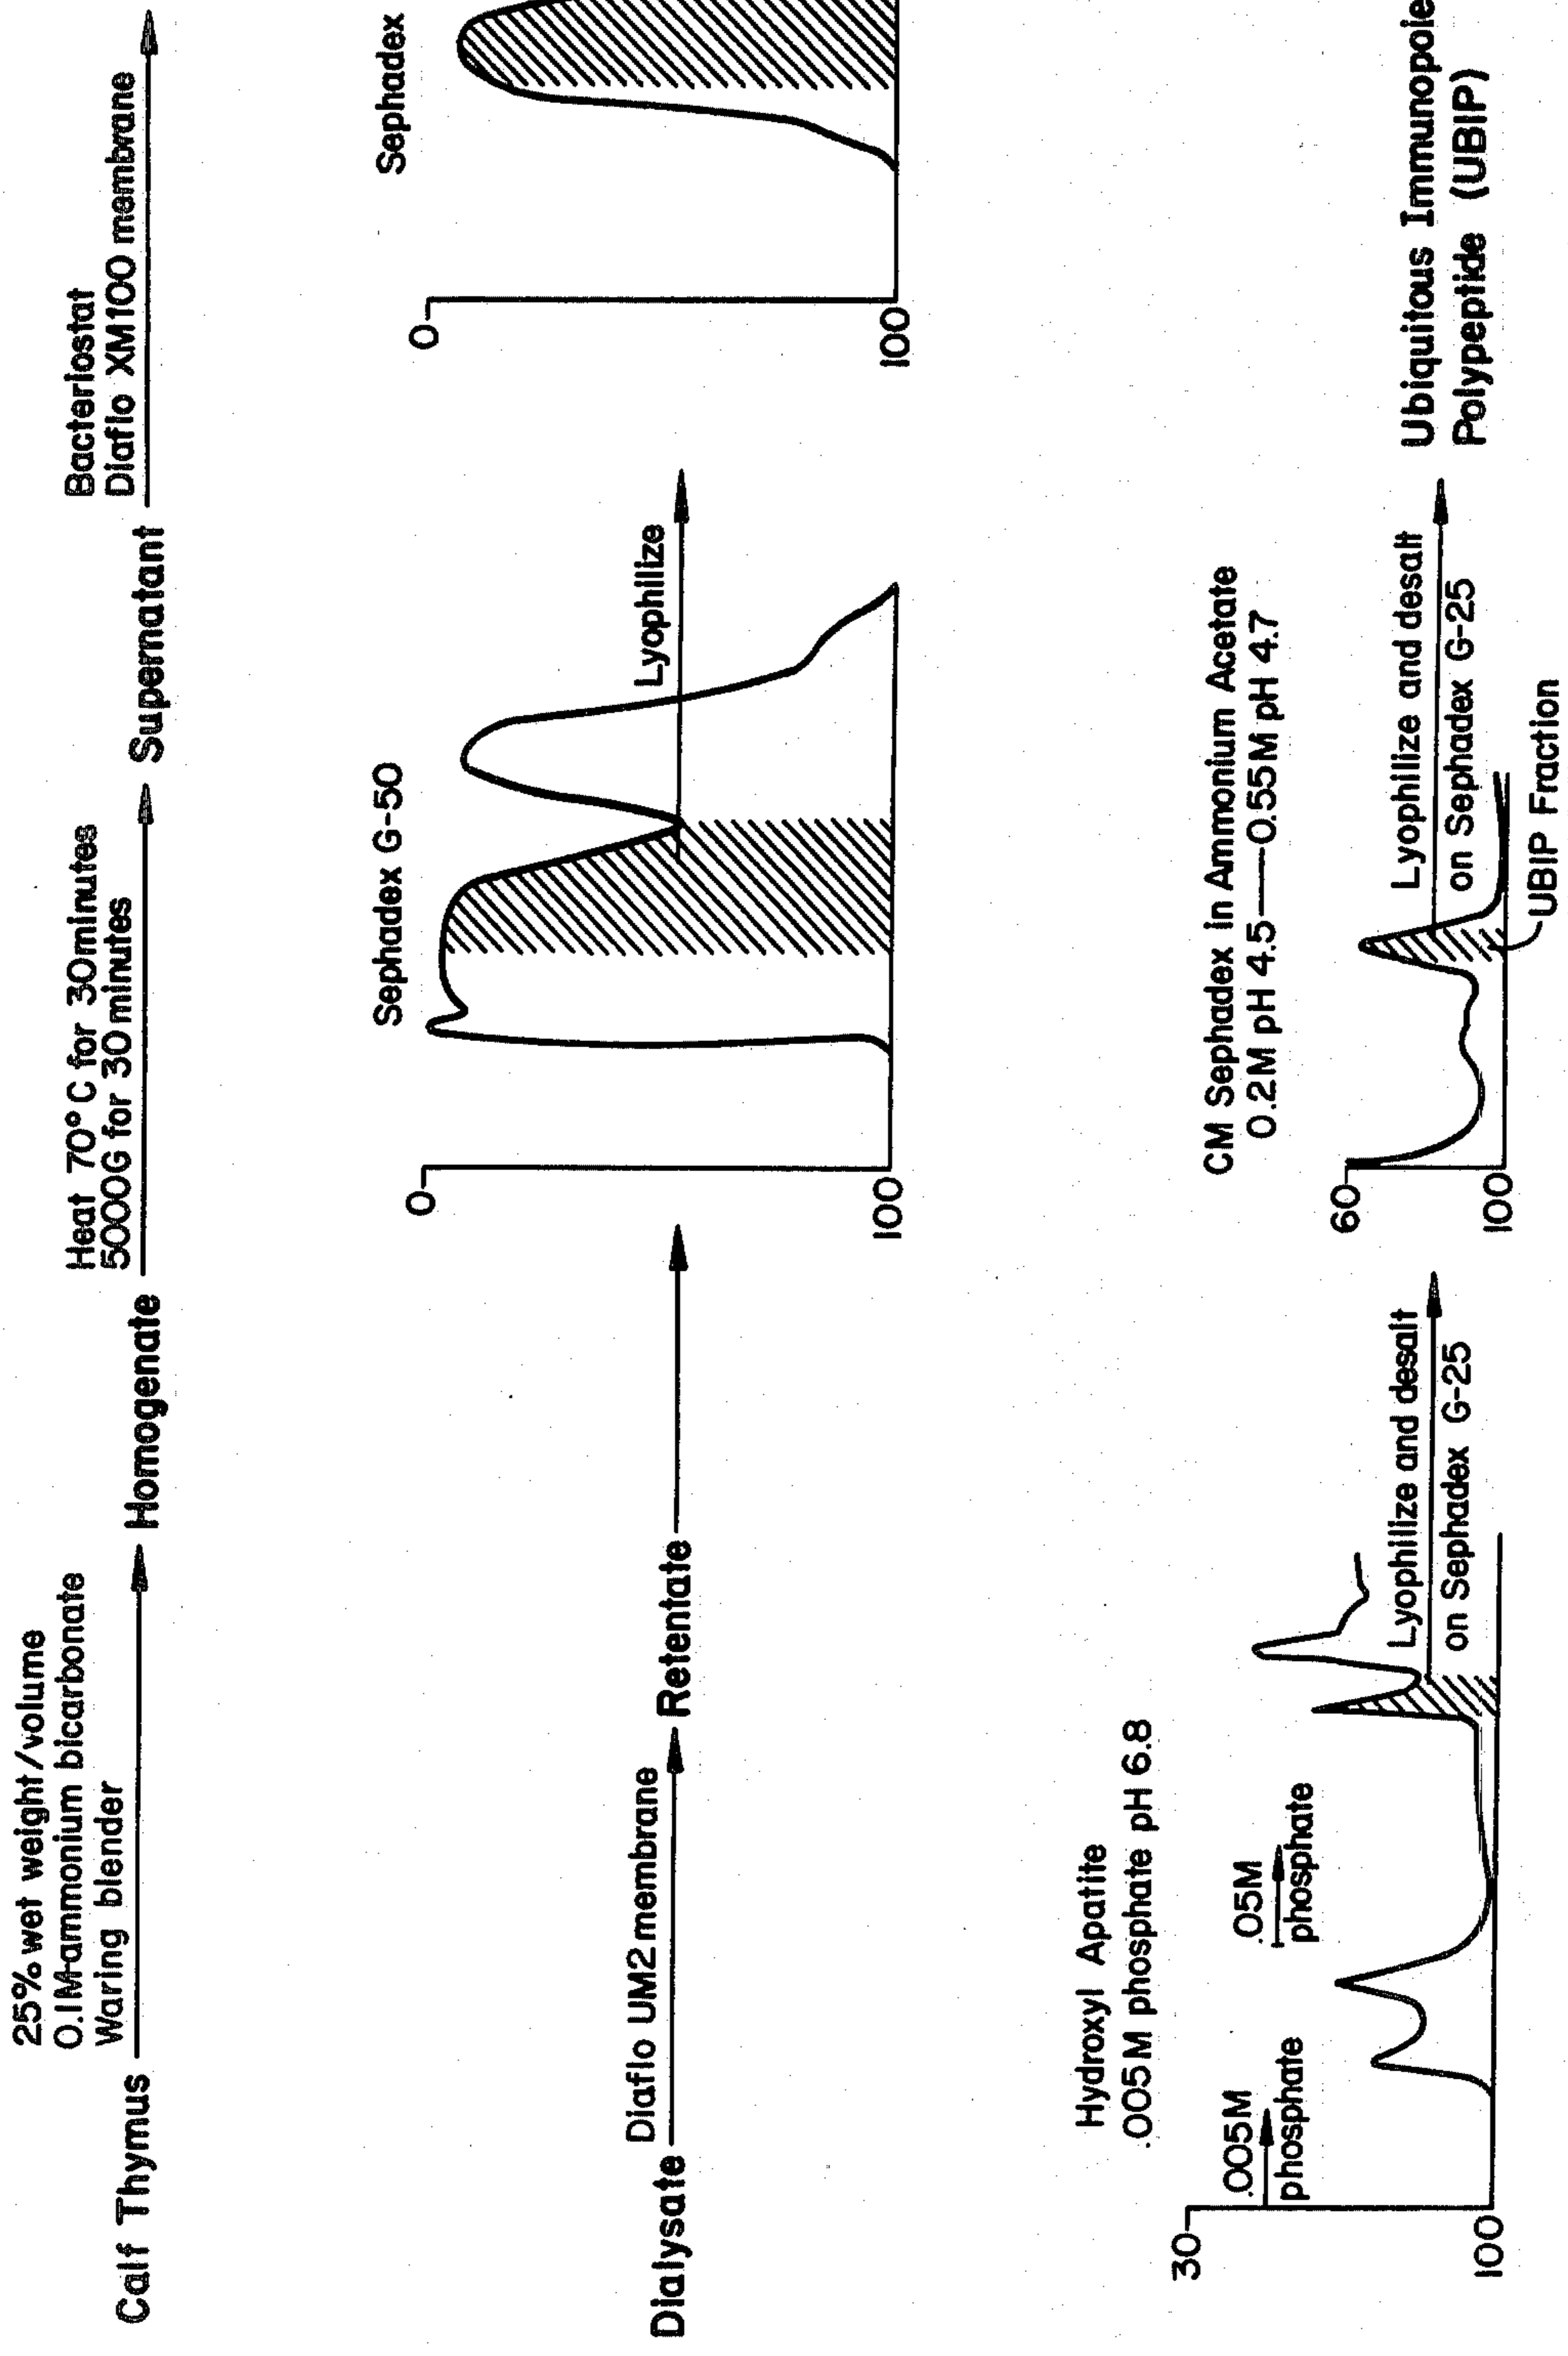 25% wet weight/volume
0.1M-ammonium bicarbonate
Waring blender
Calf Thymus
Homogenate
Heat 70° C for 30minutes
5000G for 30 minutes
Supernatant
Bacteriostat
Diaflo XM100 membrane
Dialysate
Diaflo UM2 membrane
Retentate
Sephadex G-50
0
100
Lyophilize
Sephadex
0
100
Hydroxyl Apatite
.005M phosphate pH 6.8
30
100
.005M
phosphate
.05M
phosphate
Lyophilize and desalt
on Sephadex G-25
CM Sephadex in Ammonium Acetate
0.2M pH 4.5—0.55M pH 4.7
60
100
Lyophilize and desalt
on Sephadex G-25
UBIP Fraction
Ubiquitous Immunopoie
Polypeptide (UBIP)